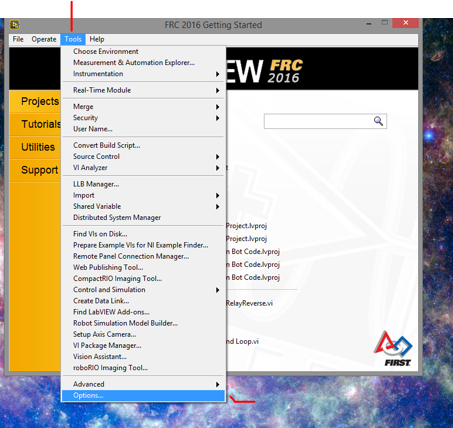 FRC 2016 Getting Started
File Operate Tools Help
EW FRC 2016
Projects
Tutorials
Utilities
Support
Choose Environment
Measurement & Automation Explorer...
Instrumentation
Real-Time Module
Merge
Security
User Name...
Convert Build Script...
Source Control
VI Analyzer
LLB Manager...
Import
Shared Variable
Distributed System Manager
Find VIs on Disk...
Prepare Example VIs for NI Example Finder...
Remote Panel Connection Manager...
Web Publishing Tool...
CompactRIO Imaging Tool...
Control and Simulation
Create Data Link...
Find LabVIEW Add-ons...
Robot Simulation Model Builder...
Setup Axis Camera...
VI Package Manager...
Vision Assistant...
roboRIO Imaging Tool...
Advanced
Options...
t
Project.lvproj
Project.lvproj
n Bot Code.lvproj
n Bot Code.lvproj
n Bot Code.lvproj
RelayReverse.vi
nd Loop.vi
FIRST